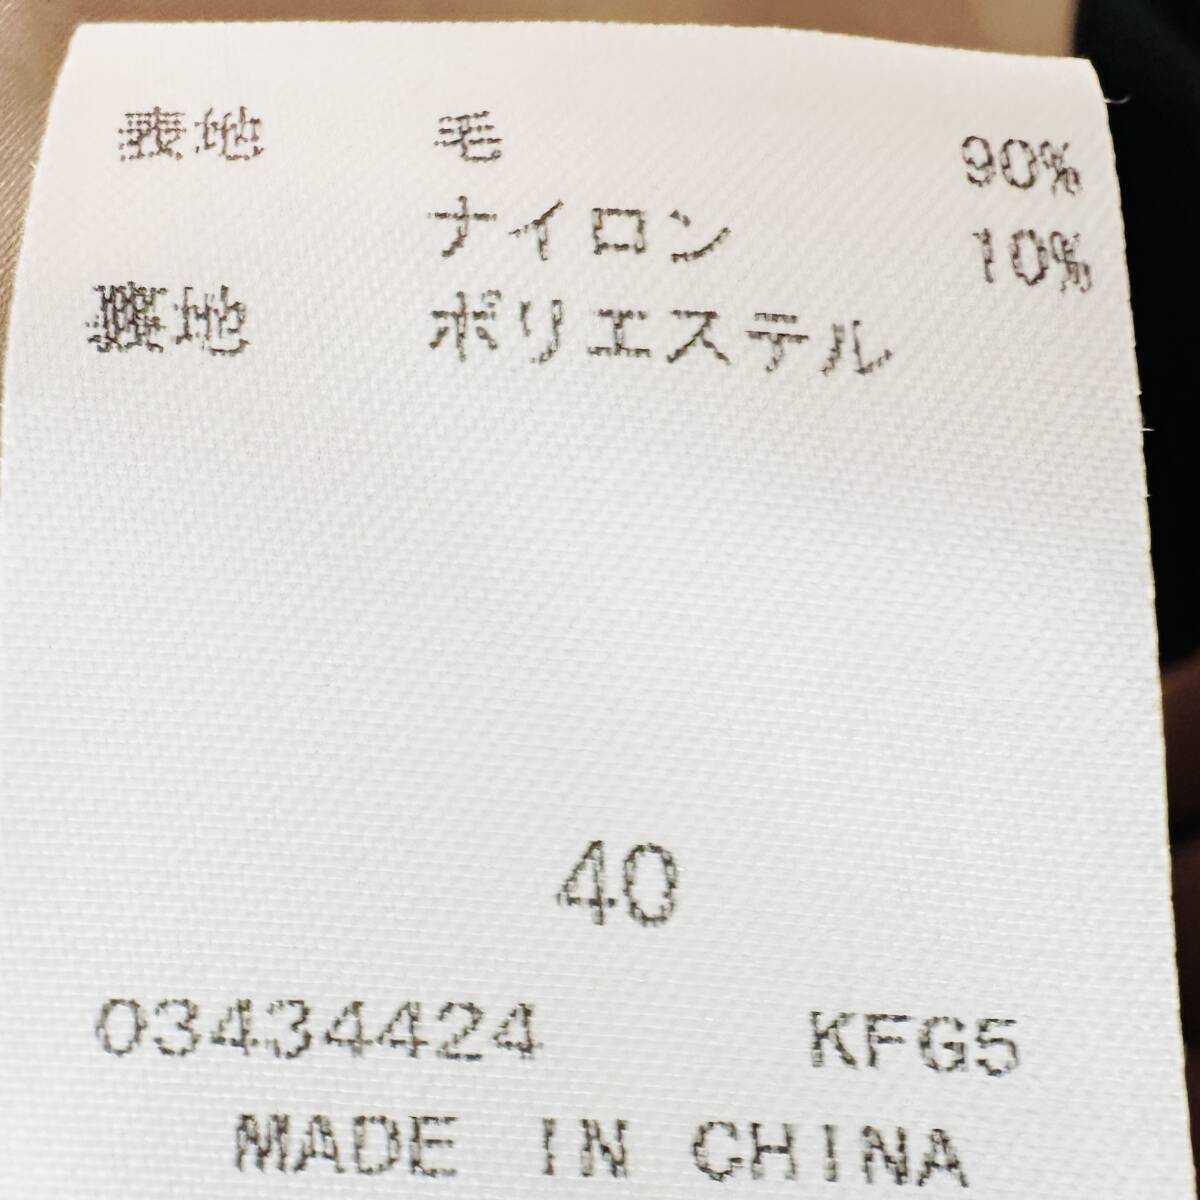 表地 毛 90%
ナイロン 10%
裏地 ポリエステル
40
03434424 KFG5
MADE IN CHINA